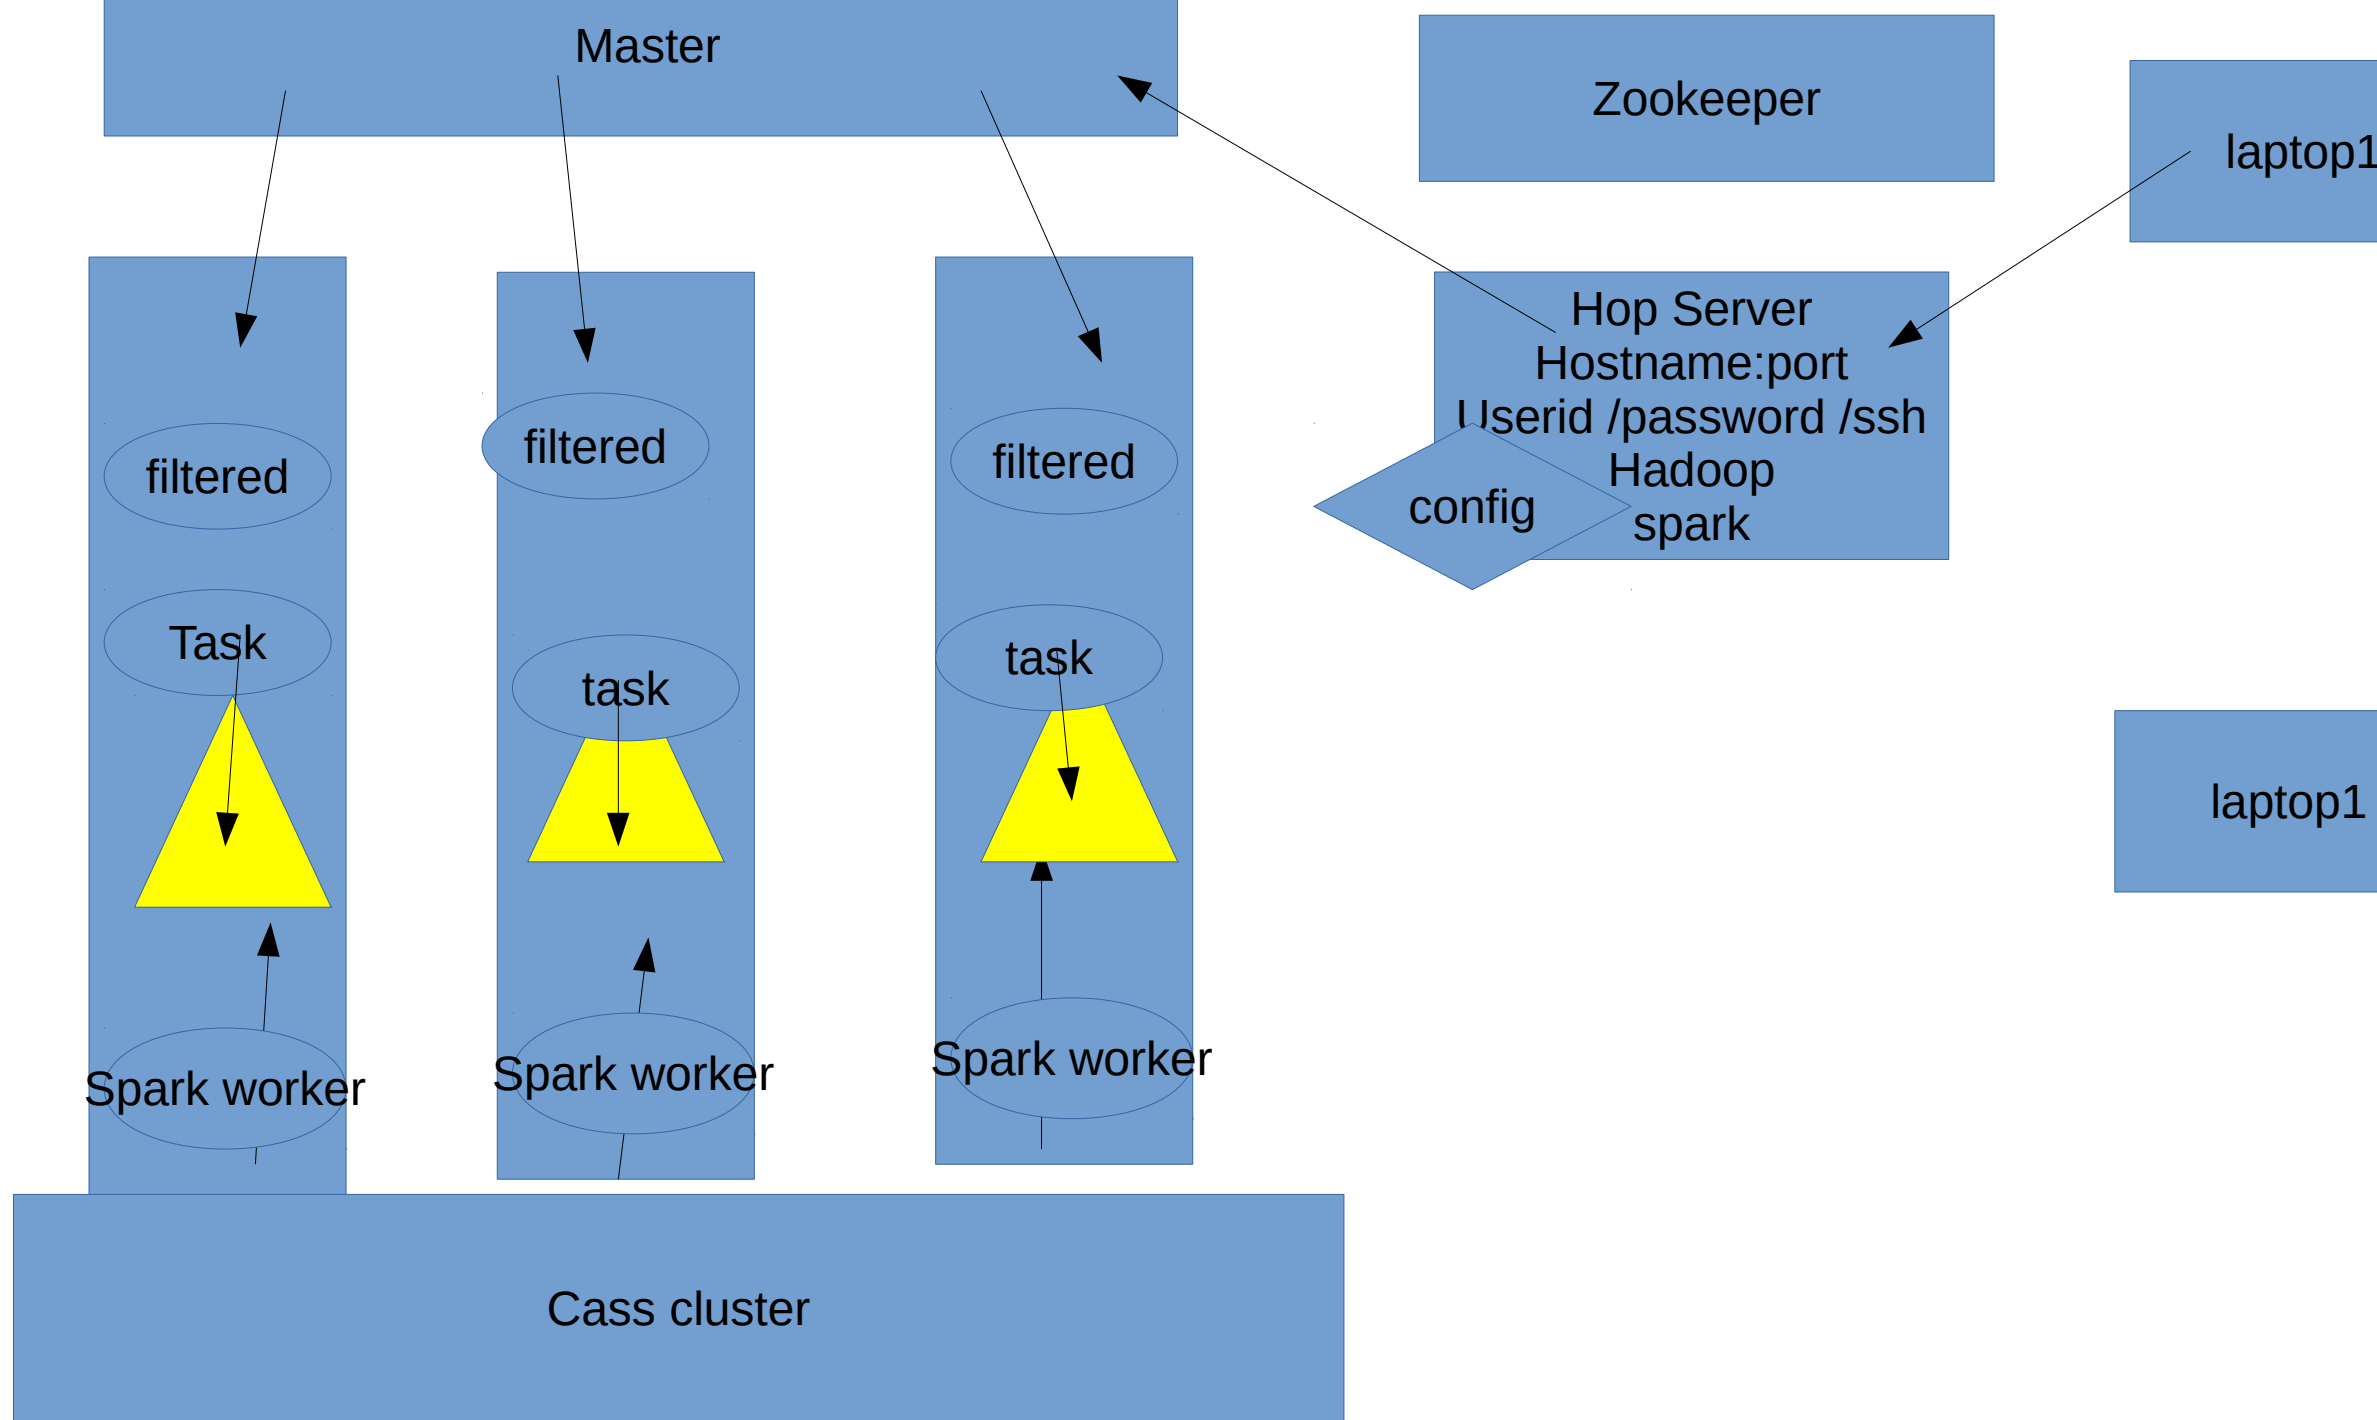 Master
Zookeeper
laptop1
Hop Server
Hostname:port
Userid /password /ssh
Hadoop
spark
config
filtered
filtered
filtered
Task
task
task
laptop1
Spark worker
Spark worker
Spark worker
Cass cluster